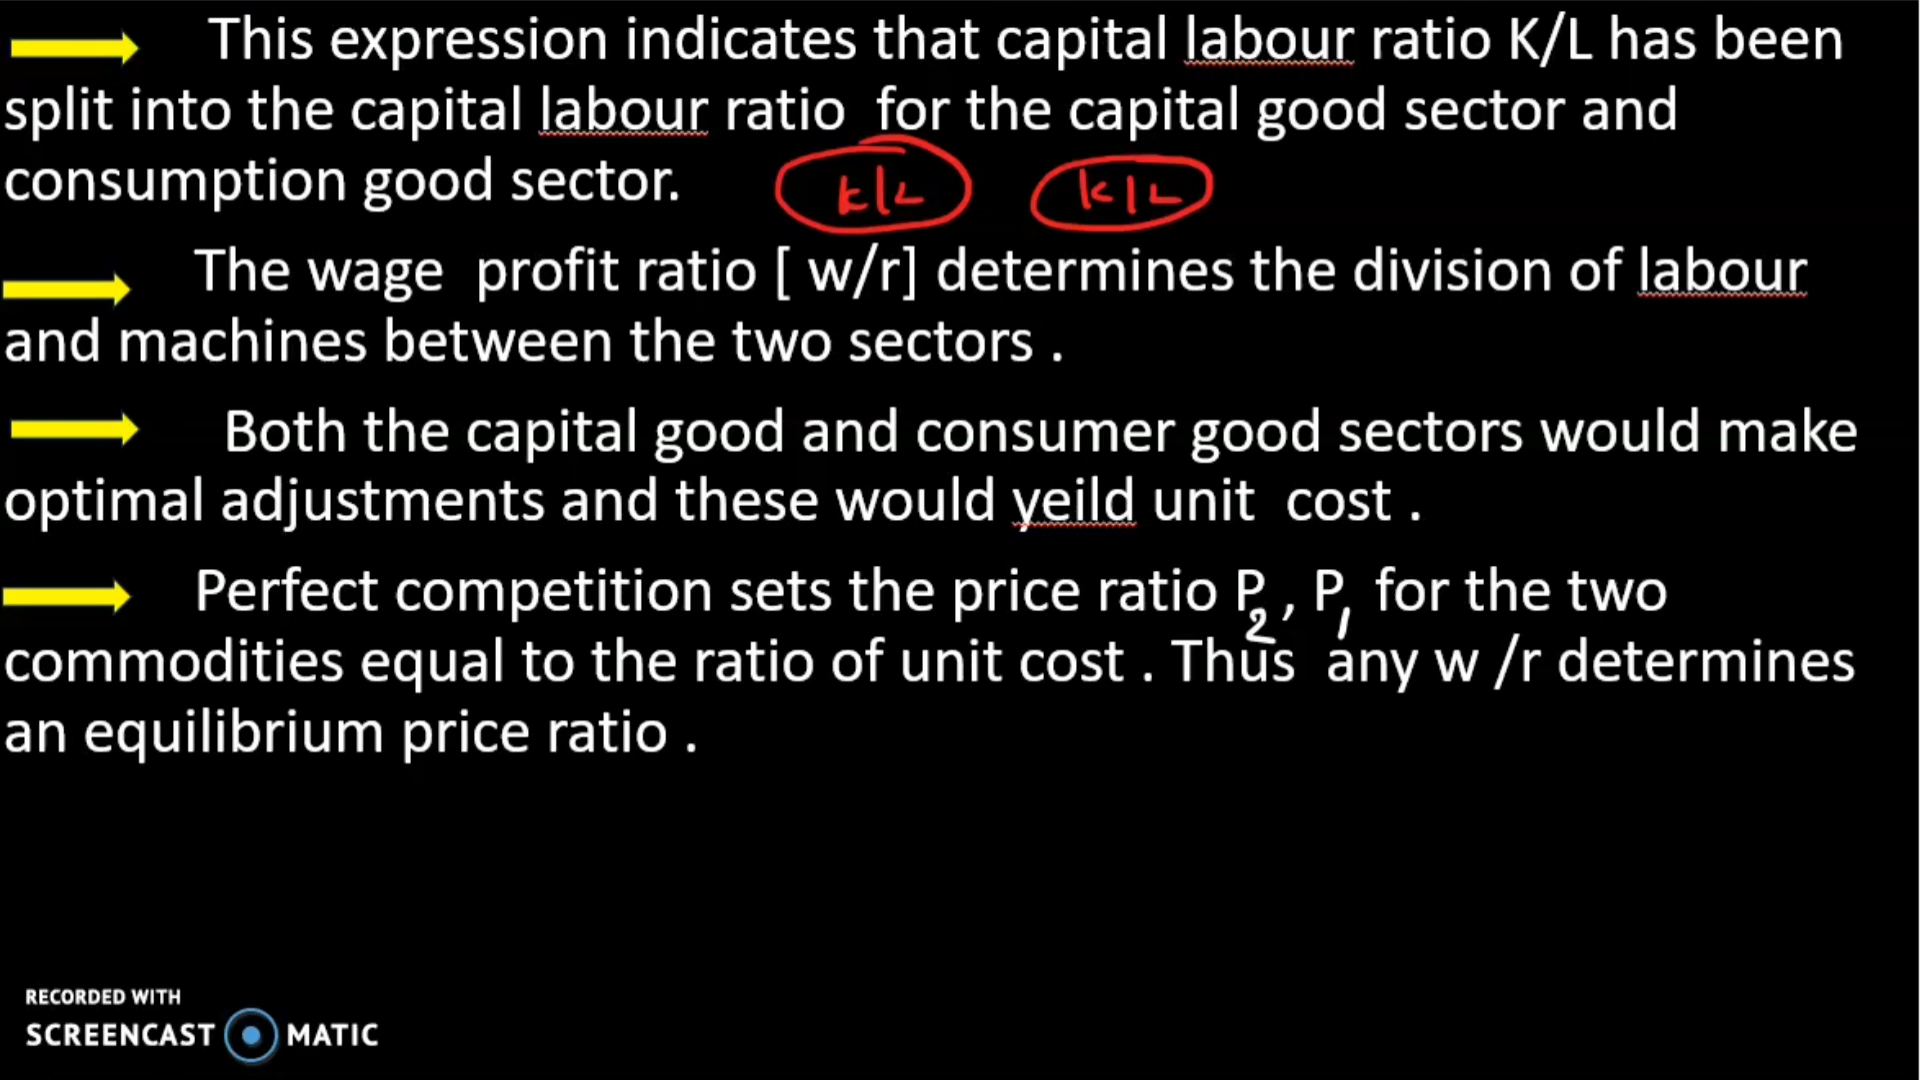 This expression indicates that capital labour ratio K/L has been
split into the capital labour ratio for the capital good sector and
consumption good sector. K/L K/L
The wage profit ratio [ w/r] determines the division of labour
and machines between the two sectors .
Both the capital good and consumer good sectors would make
optimal adjustments and these would yeild unit cost .
Perfect competition sets the price ratio P2 , P1 for the two
commodities equal to the ratio of unit cost . Thus any w /r determines
an equilibrium price ratio .
RECORDED WITH
SCREENCAST MATIC